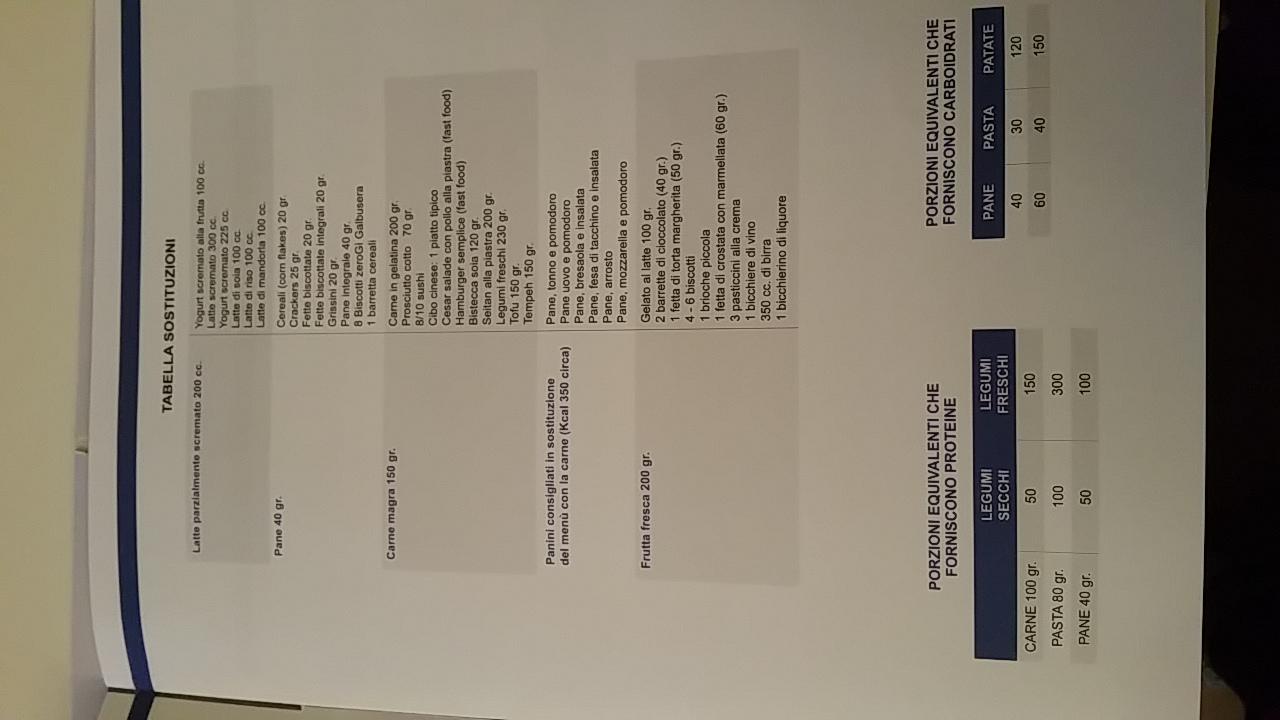 TABELLA SOSTITUZIONI
Latte parzialmente scremato 200 cc.
Yogurt scremato alla frutta 100 cc.
Latte scremato 300 cc.
Yogurt scremato 225 cc.
Latte di soia 100 cc.
Latte di riso 100 cc.
Latte di mandorla 100 cc.
Pane 40 gr.
Cereali (corn flakes) 20 gr.
Crackers 25 gr.
Fette biscottate 20 gr.
Fette biscottate integrali 20 gr.
Grissini 20 gr.
Pane integrale 40 gr.
8 Biscotti zeroGi Galbusera
1 barretta cereali
Carne magra 150 gr.
Carne in gelatina 200 gr.
Prosciutto cotto 70 gr.
8/10 sushi
Cibo cinese: 1 piatto tipico
Cesar salade con pollo alla piastra (fast food)
Hamburger semplice (fast food)
Bistecca soia 120 gr.
Seitan alla piastra 200 gr.
Legumi freschi 230 gr.
Tofu 150 gr.
Tempeh 150 gr.
Panini consigliati in sostituzione
del menù con la carne (Kcal 350 circa)
Pane, tonno e pomodoro
Pane uovo e pomodoro
Pane, bresaola e insalata
Pane, fesa di tacchino e insalata
Pane, arrosto
Pane, mozzarella e pomodoro
Frutta fresca 200 gr.
Gelato al latte 100 gr.
2 barrette di cioccolato (40 gr.)
1 fetta di torta margherita (50 gr.)
4 - 6 biscotti
1 brioche piccola
1 fetta di crostata con marmellata (60 gr.)
3 pasticcini alla crema
1 bicchiere di vino
350 cc. di birra
1 bicchierino di liquore
PORZIONI EQUIVALENTI CHE
FORNISCONO PROTEINE
LEGUMI SECCHI LEGUMI FRESCHI
CARNE 100 gr. 50 150
PASTA 80 gr. 100 300
PANE 40 gr. 50 100
PORZIONI EQUIVALENTI CHE
FORNISCONO CARBOIDRATI
PANE PASTA PATATE
40 30 120
60 40 150